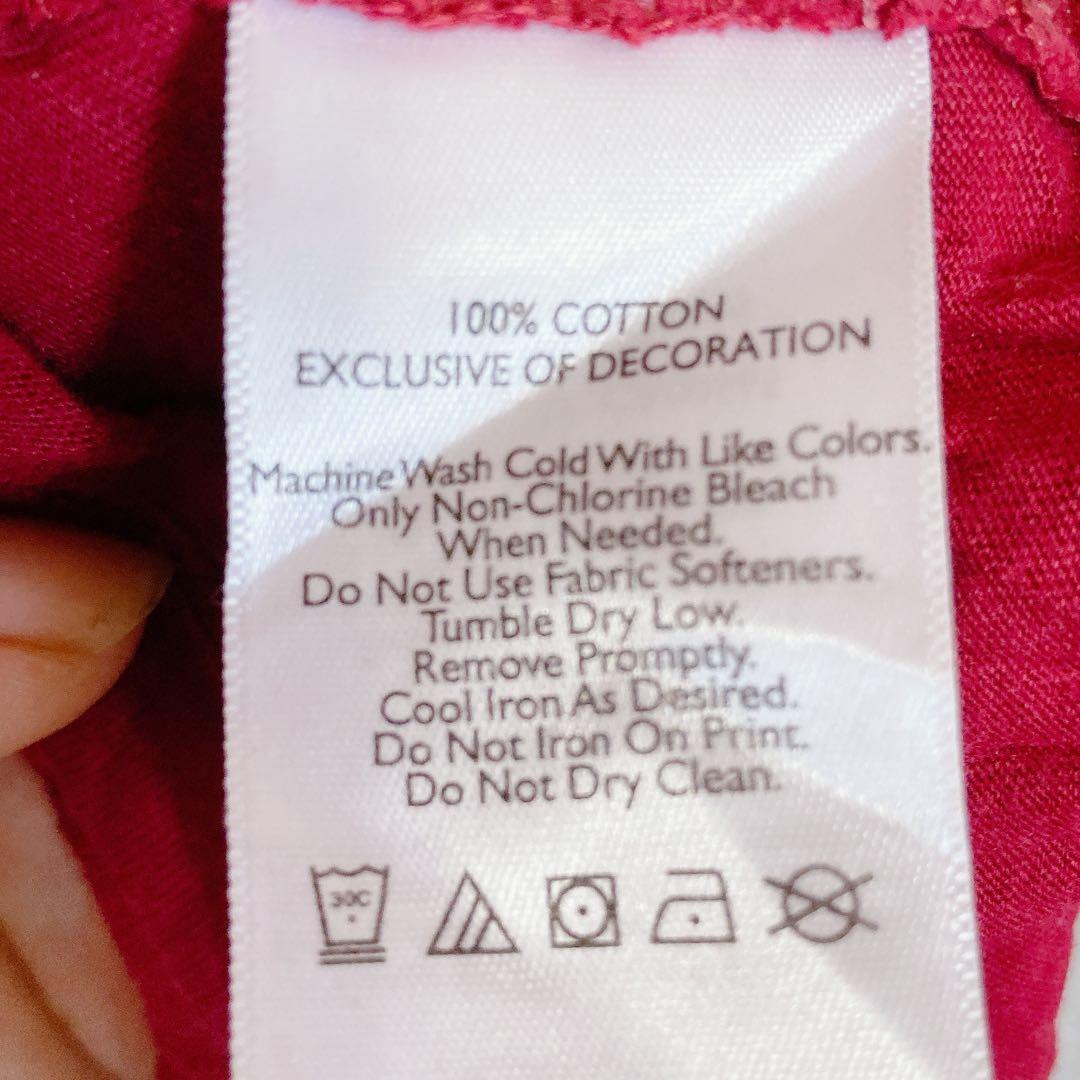 100% COTTON
EXCLUSIVE OF DECORATION
Machine Wash Cold With Like Colors.
Only Non-Chlorine Bleach
When Needed.
Do Not Use Fabric Softeners.
Tumble Dry Low.
Remove Promptly.
Cool Iron As Desired.
Do Not Iron On Print.
Do Not Dry Clean.
30C